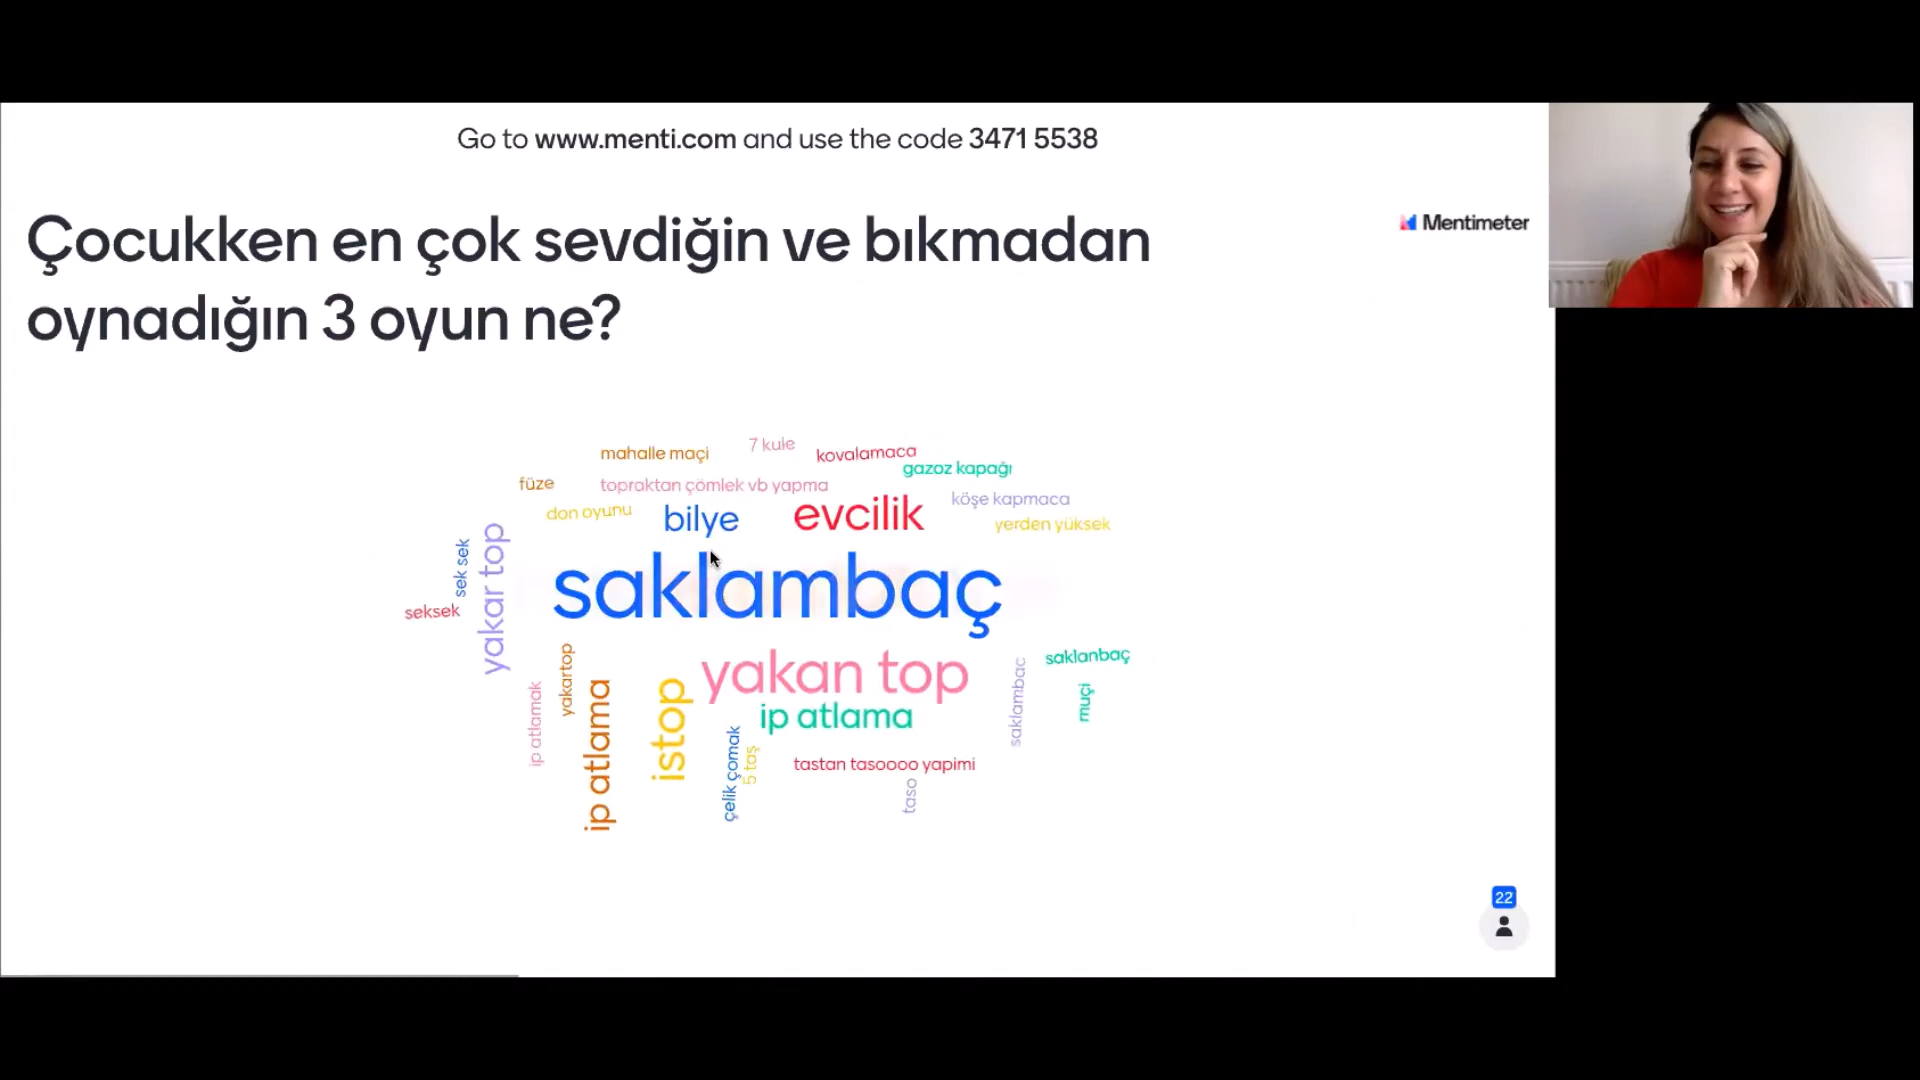 Go to www.menti.com and use the code 3471 5538
Mentimeter
Çocukken en çok sevdiğin ve bıkmadan
oynadığın 3 oyun ne?
mahalle maçi
7 kule
kovalamaca
gazoz kapağı
füze
topraktan çömlek vb yapma
köşe kapmaca
don oyunu
bilye
evcilik
yerden yüksek
sek sek
yakar top
seksek
saklambaç
yakan top
saklanbaç
saklambac
muçi
ip atlamak
yakartop
ip atlama
istop
ip atlama
çelik çomak
5 taş
tastan tasoooo yapimi
taso
22